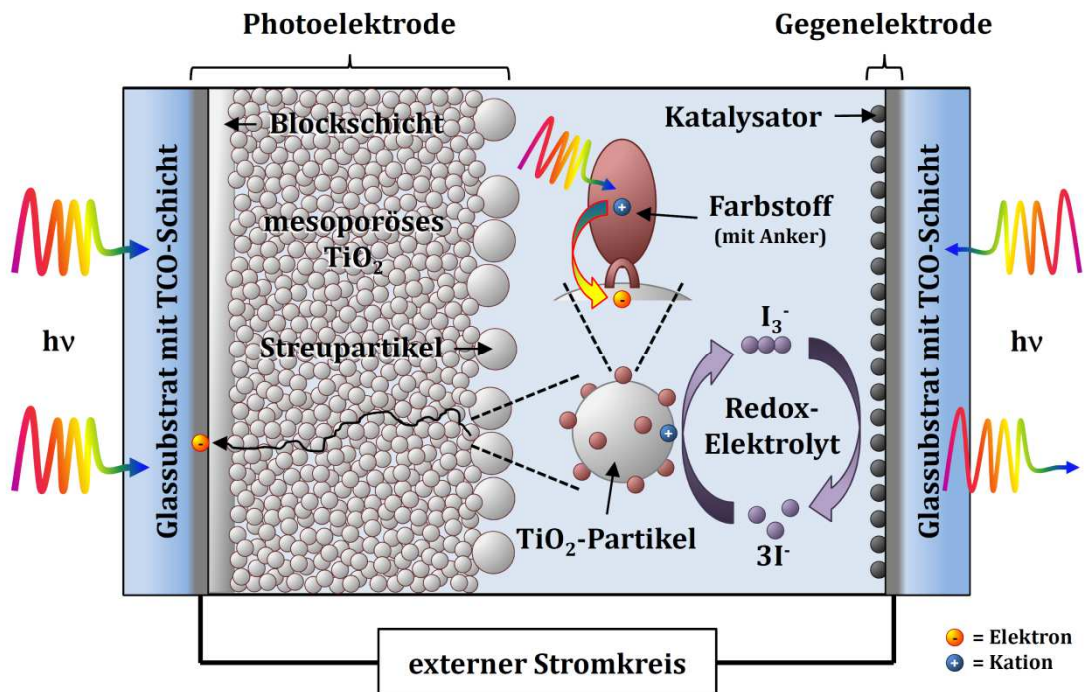 Photoelektrode
Gegenelektrode
Blockschicht
Katalysator
Glassubstrat mit TCO-Schicht
mesoporöses
TiO₂
Farbstoff
(mit Anker)
+
-
Glassubstrat mit TCO-Schicht
hν
Streupartikel
I₃⁻
hν
Redox-
Elektrolyt
-
+
TiO₂-Partikel
3I⁻
externer Stromkreis
- = Elektron
+ = Kation